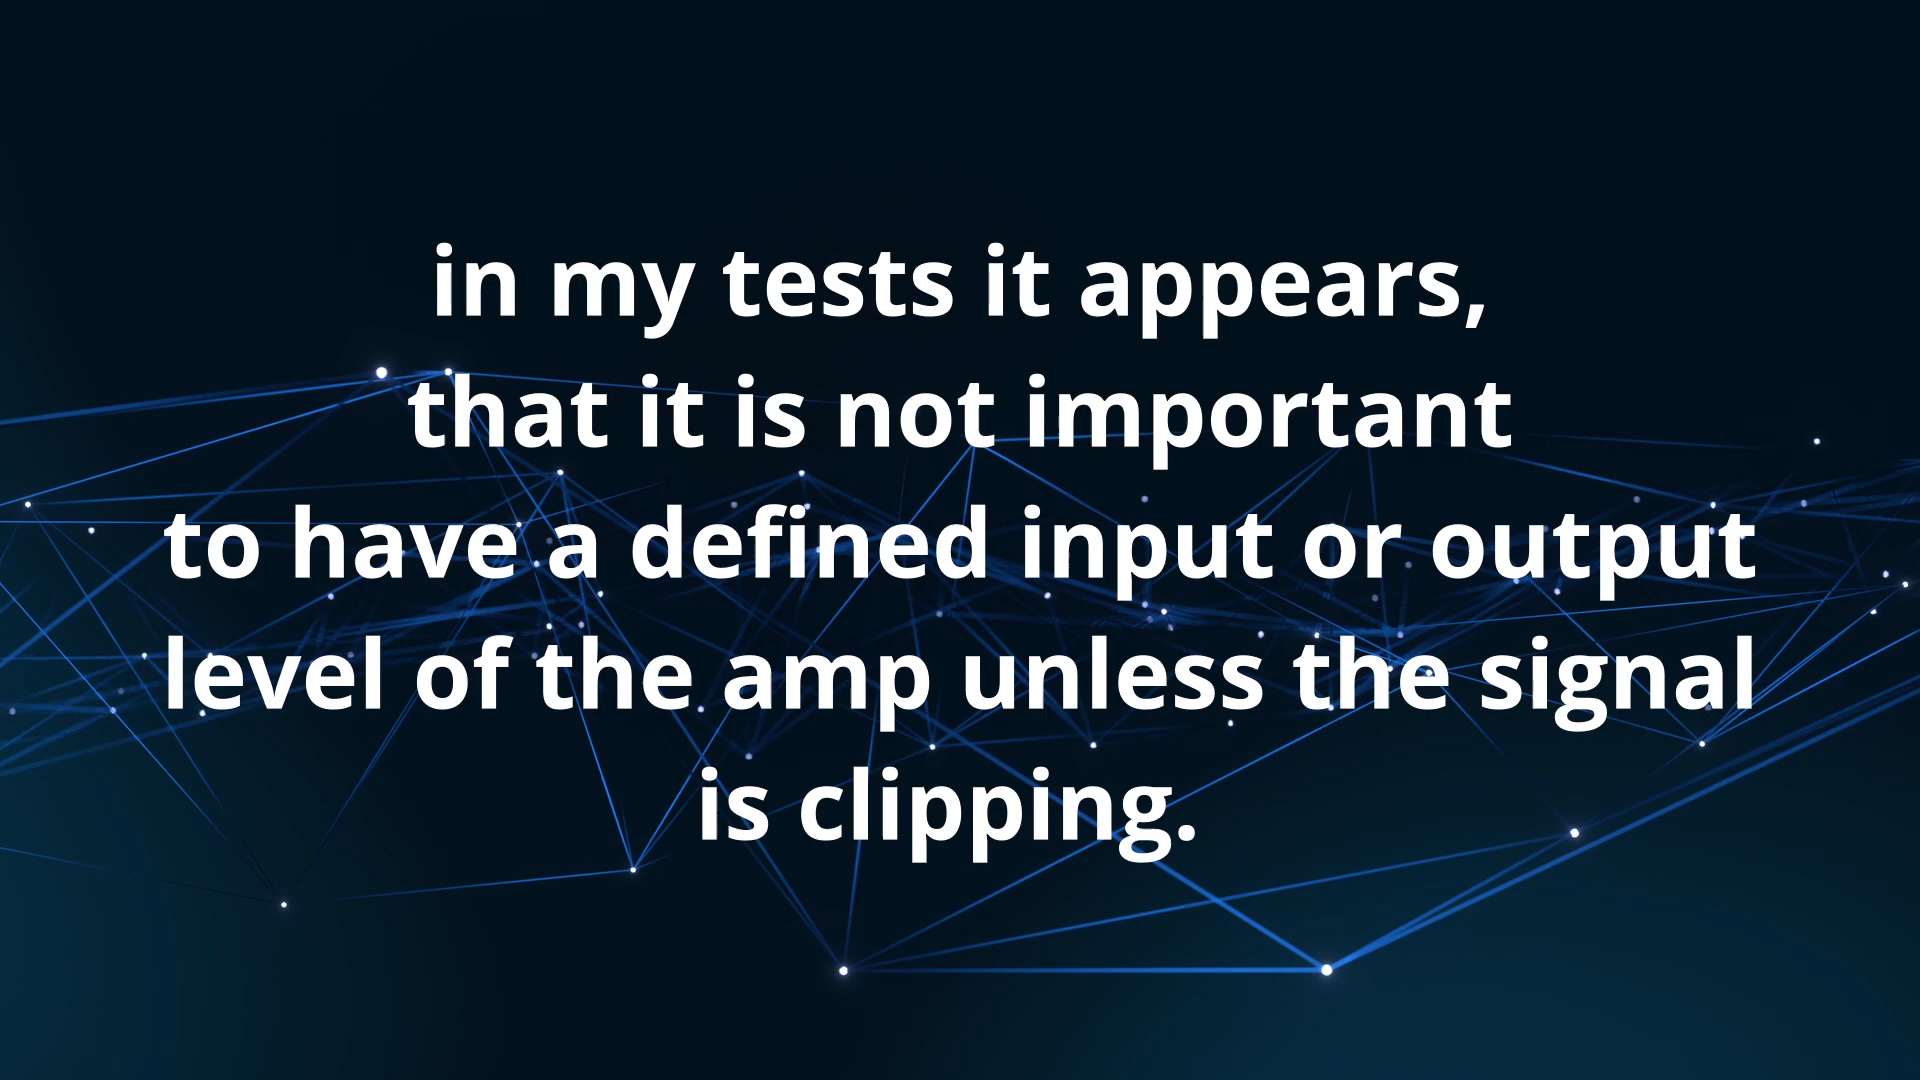 in my tests it appears,
that it is not important
to have a defined input or output
level of the amp unless the signal
is clipping.